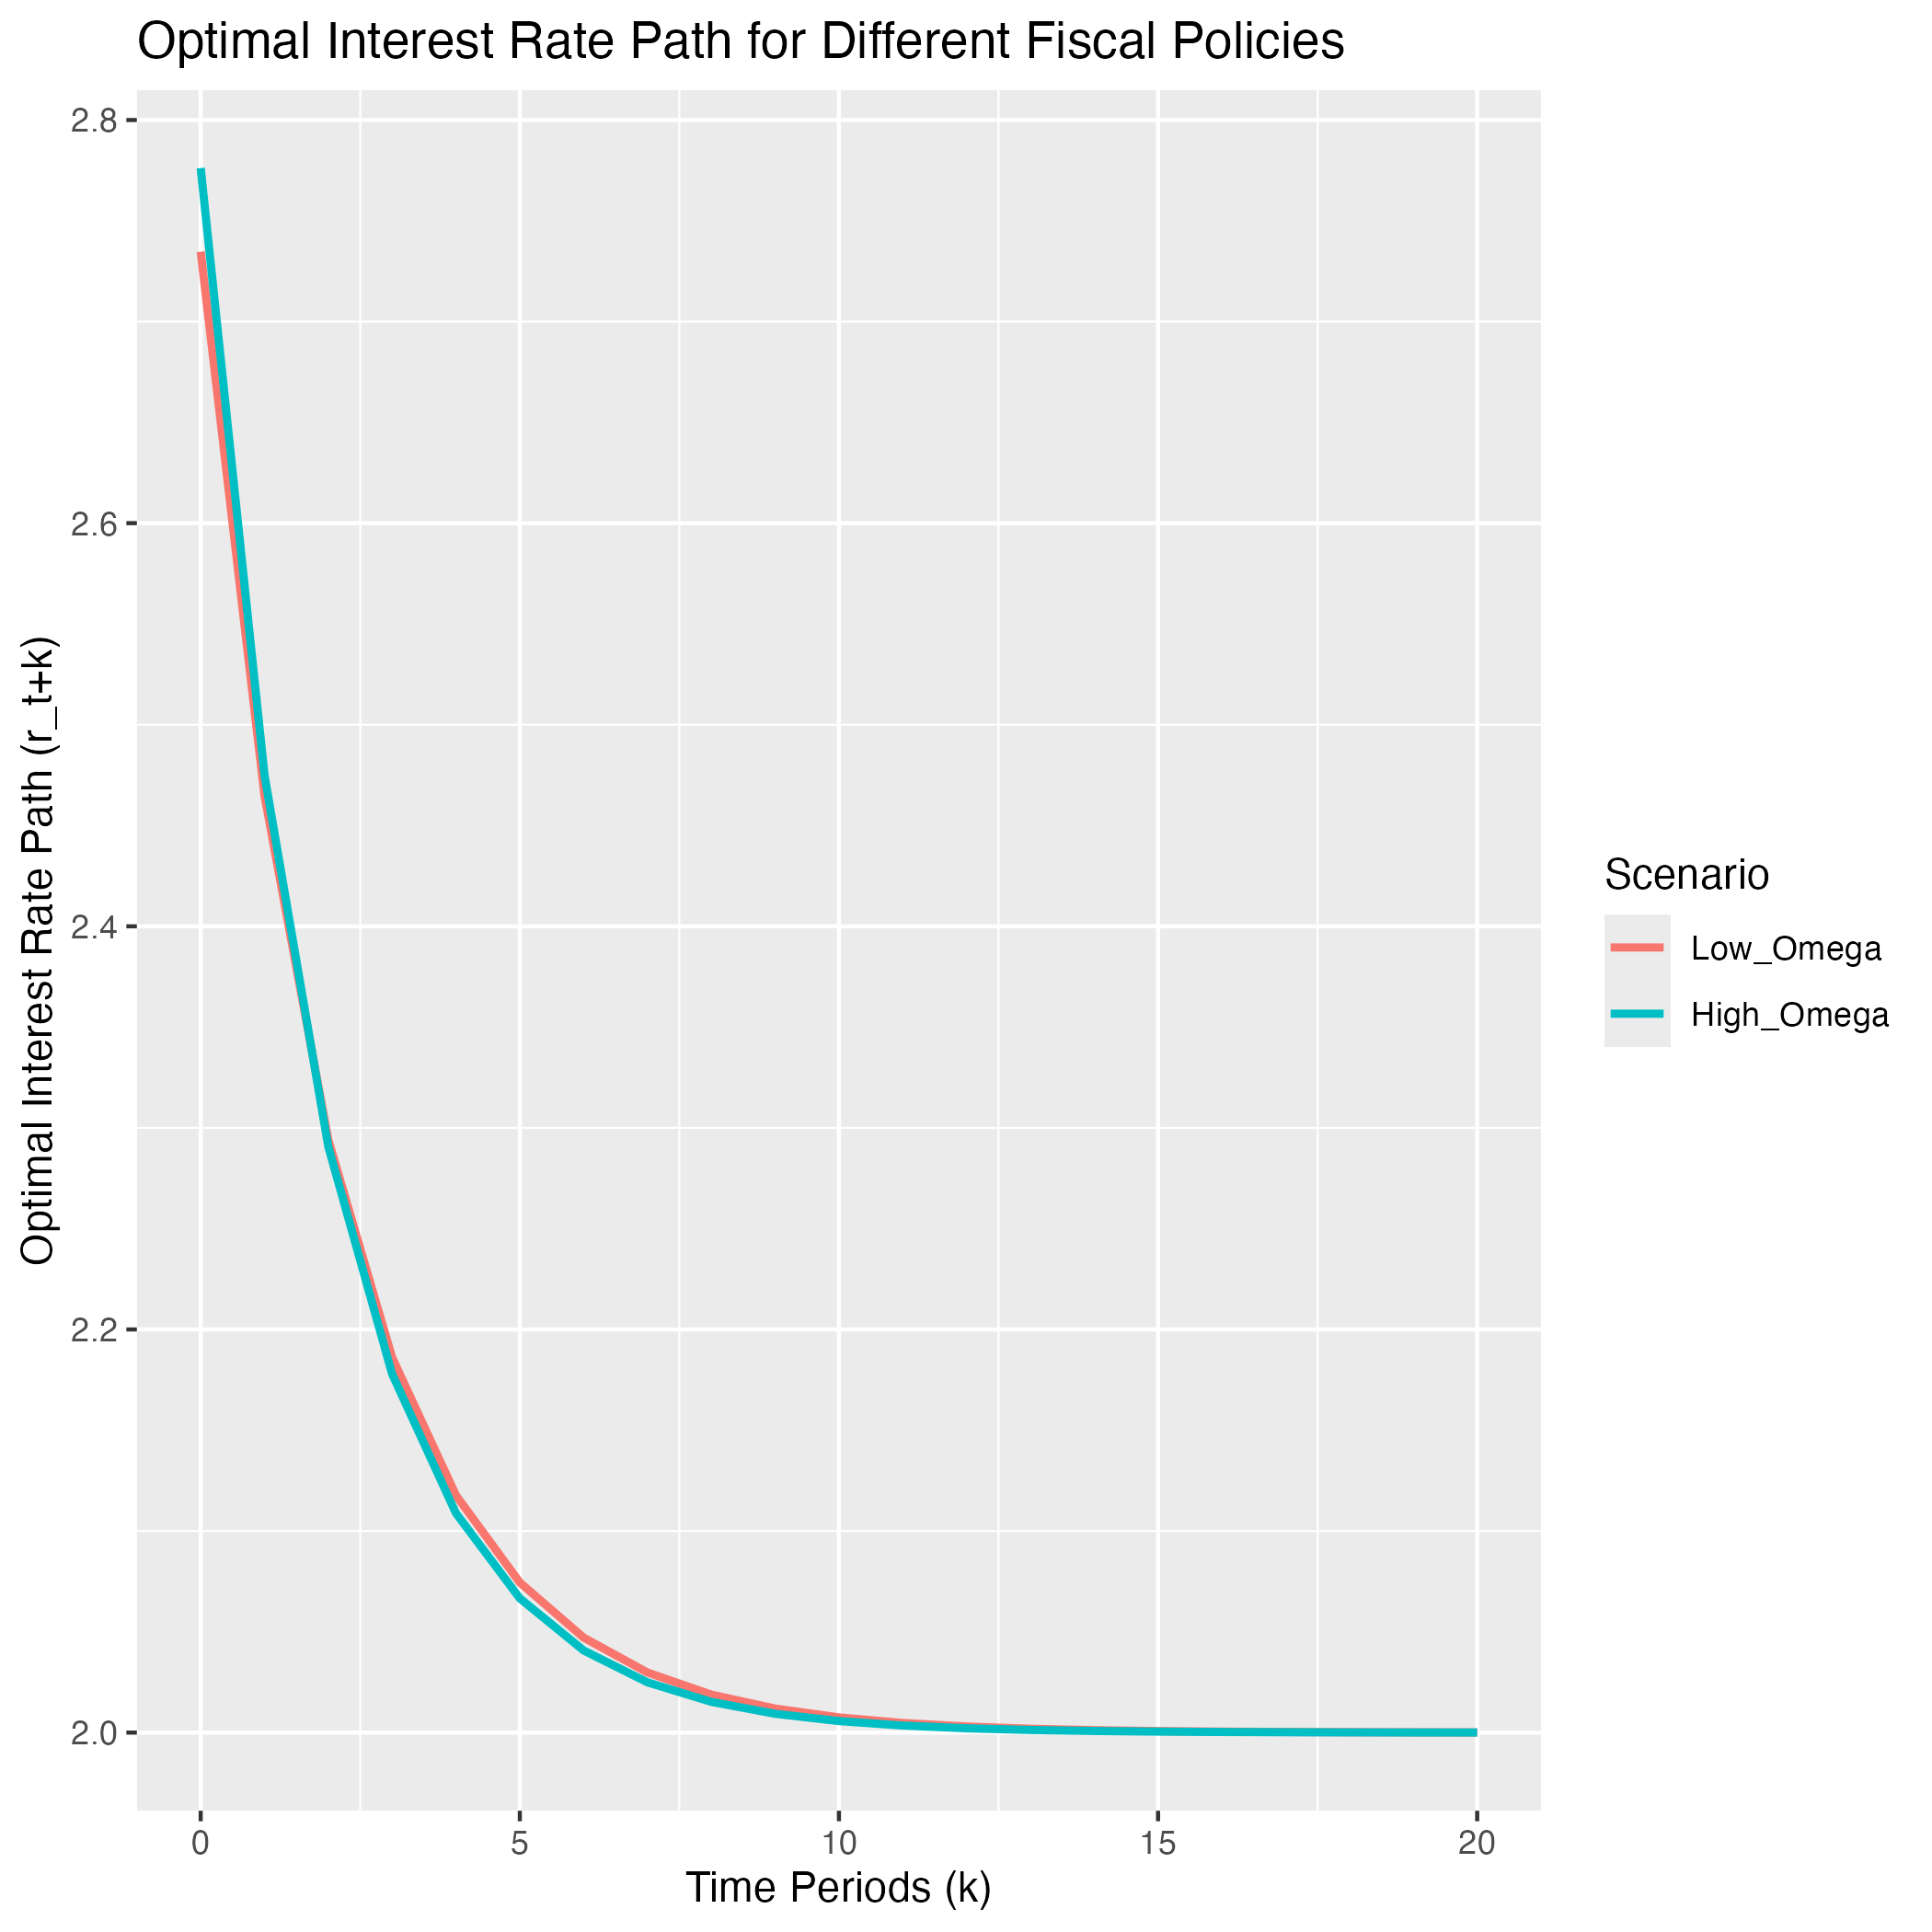 Optimal Interest Rate Path for Different Fiscal Policies
Optimal Interest Rate Path (r_t+k)
2.8
2.6
2.4
2.2
2.0
0
5
10
15
20
Time Periods (k)
Scenario
Low_Omega
High_Omega